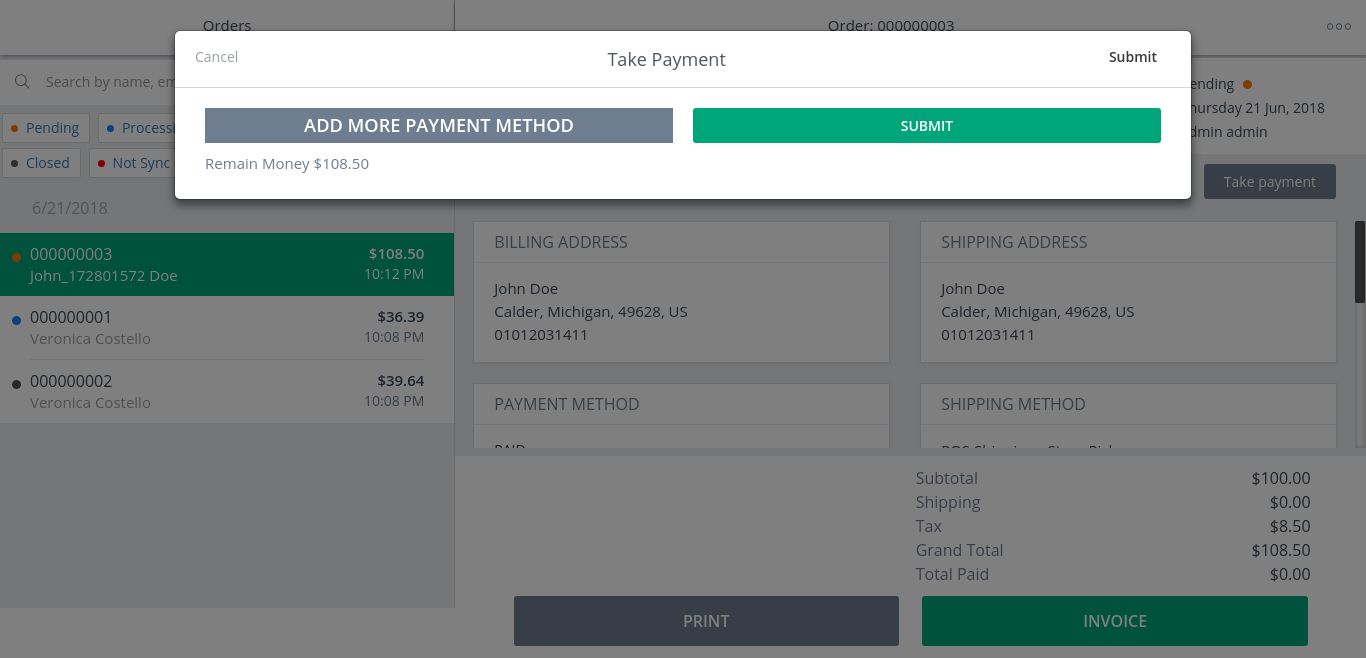 Orders
Order: 000000003
Cancel
Take Payment
Submit
ADD MORE PAYMENT METHOD
SUBMIT
Remain Money $108.50
Search by name, em
Pending
Processi
Closed
Not Sync
ending
hursday 21 Jun, 2018
dmin admin
Take payment
6/21/2018
000000003 $108.50
John_172801572 Doe 10:12 PM
000000001 $36.39
Veronica Costello 10:08 PM
000000002 $39.64
Veronica Costello 10:08 PM
BILLING ADDRESS
John Doe
Calder, Michigan, 49628, US
01012031411
SHIPPING ADDRESS
John Doe
Calder, Michigan, 49628, US
01012031411
PAYMENT METHOD
PAID
SHIPPING METHOD
Subtotal $100.00
Shipping $0.00
Tax $8.50
Grand Total $108.50
Total Paid $0.00
PRINT
INVOICE